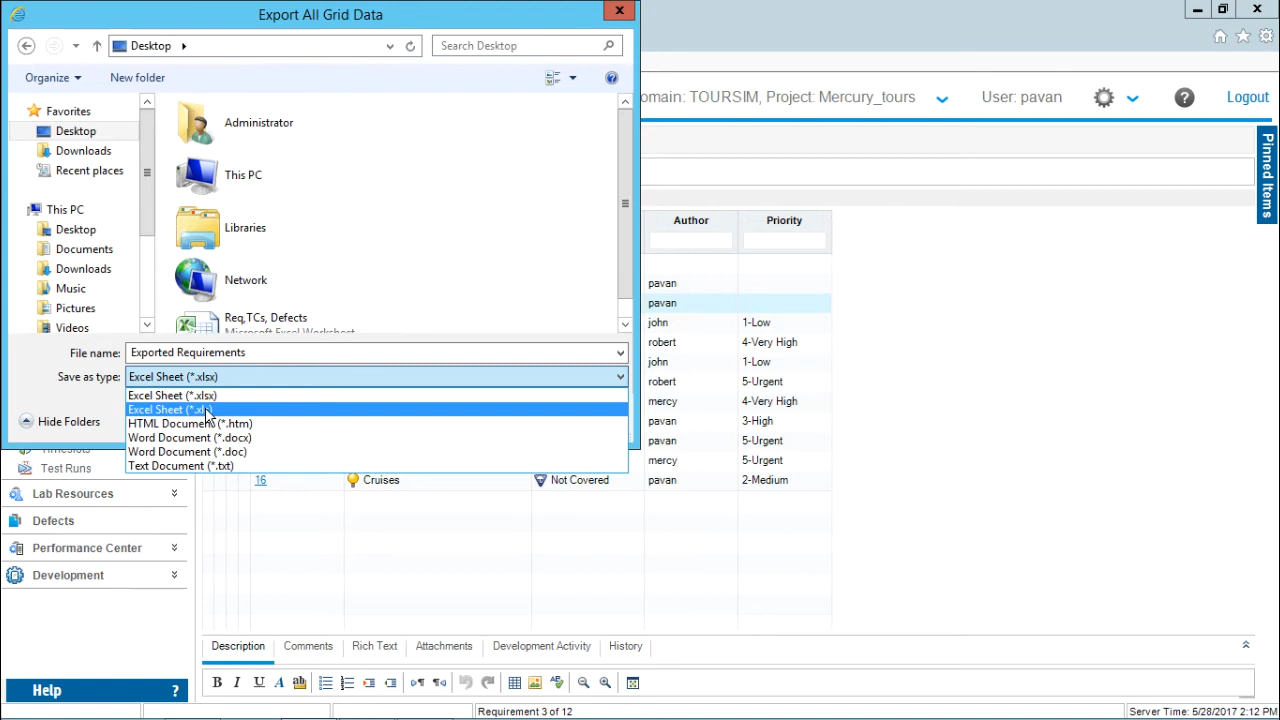 Export All Grid Data
Desktop
Search Desktop
Organize
New folder
Favorites
Desktop
Downloads
Recent places
This PC
Desktop
Documents
Downloads
Music
Pictures
Videos
Administrator
This PC
Libraries
Network
Req,TCs, Defects
Microsoft Excel Worksheet
File name: Exported Requirements
Save as type: Excel Sheet (*.xlsx)
Excel Sheet (*.xlsx)
Excel Sheet
HTML Document (*.htm)
Word Document (*.docx)
Word Document (*.doc)
Text Document (*.txt)
Hide Folders
omain: TOURSIM, Project: Mercury_tours
User: pavan
?
Logout
Pinned Items
Author Priority
pavan
pavan
john 1-Low
robert 4-Very High
john 1-Low
robert 5-Urgent
mercy 4-Very High
pavan 3-High
pavan 5-Urgent
mercy 5-Urgent
16 Cruises Not Covered pavan 2-Medium
Test Runs
Lab Resources
Defects
Performance Center
Development
Description Comments Rich Text Attachments Development Activity History
B I U A ab
Help ?
Requirement 3 of 12
Server Time: 5/28/2017 2:12 PM